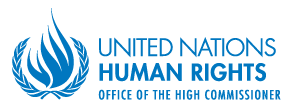 UNITED NATIONS
HUMAN RIGHTS
OFFICE OF THE HIGH COMMISSIONER